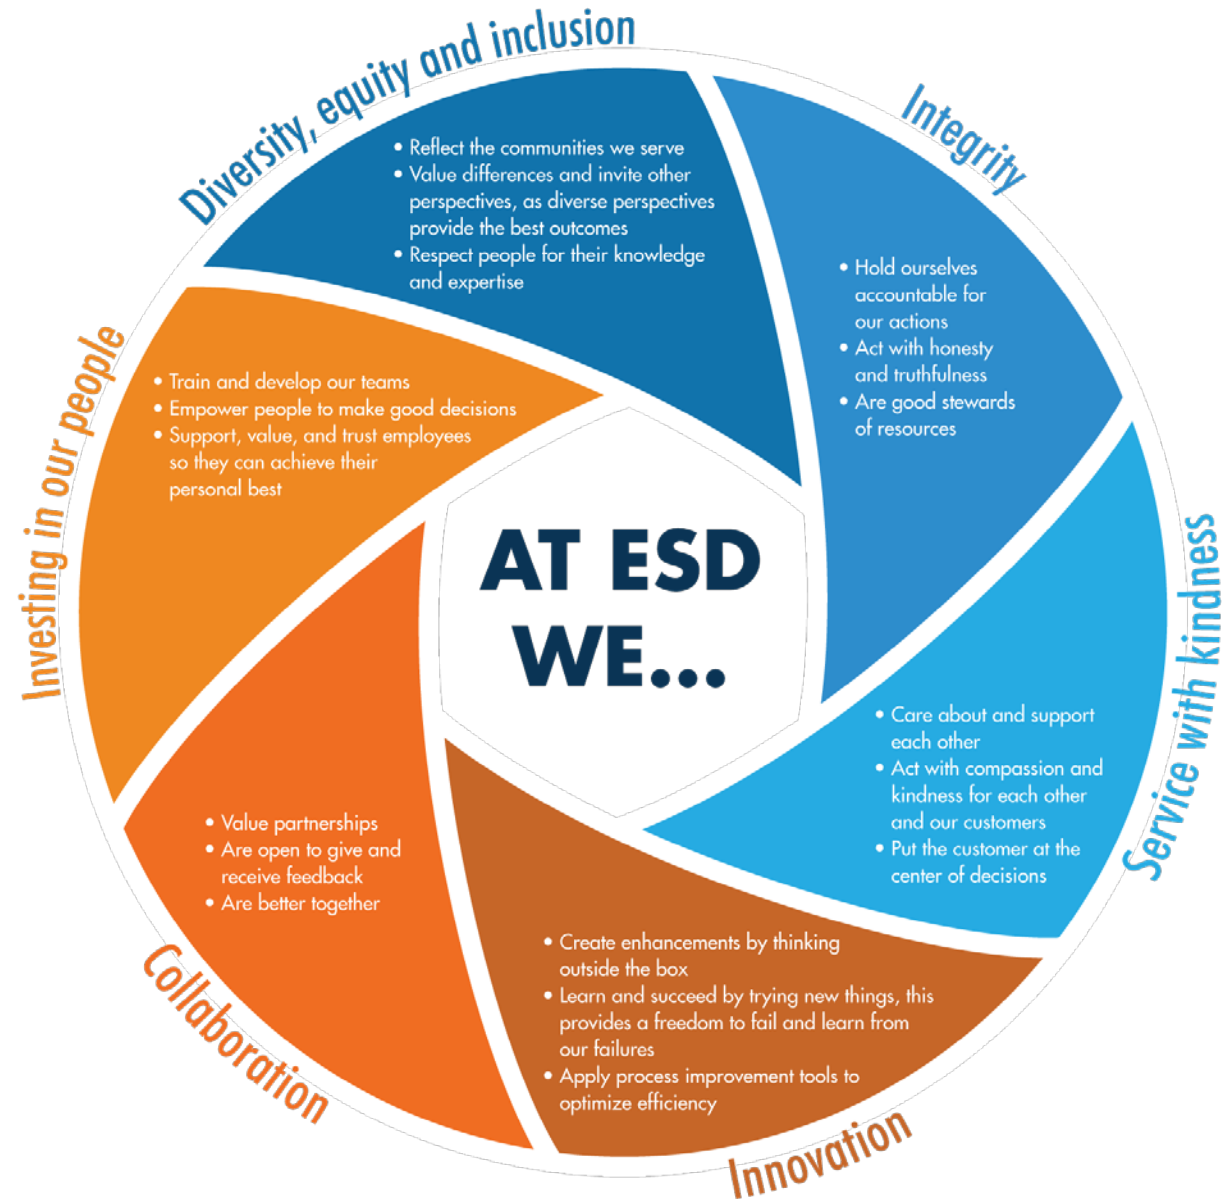 AT ESD
WE...
Diversity, equity and inclusion
• Reflect the communities we serve
• Value differences and invite other
perspectives, as diverse perspectives
provide the best outcomes
• Respect people for their knowledge
and expertise
Integrity
• Hold ourselves
accountable for
our actions
• Act with honesty
and truthfulness
• Are good stewards
of resources
Service with kindness
• Care about and support
each other
• Act with compassion and
kindness for each other
and our customers
• Put the customer at the
center of decisions
Innovation
• Create enhancements by thinking
outside the box
• Learn and succeed by trying new things, this
provides a freedom to fail and learn from
our failures
• Apply process improvement tools to
optimize efficiency
Collaboration
• Value partnerships
• Are open to give and
receive feedback
• Are better together
Investing in our people
• Train and develop our teams
• Empower people to make good decisions
• Support, value, and trust employees
so they can achieve their
personal best